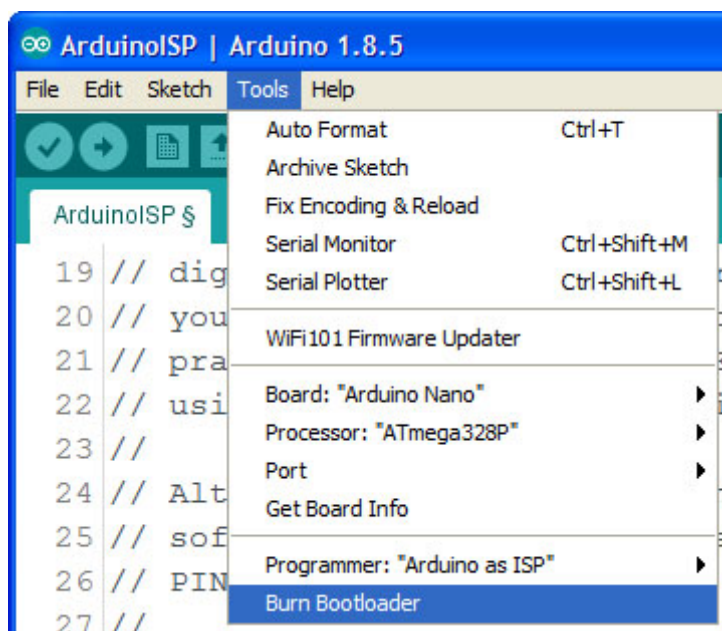 ArduinoISP | Arduino 1.8.5
File Edit Sketch Tools Help
Auto Format Ctrl+T
Archive Sketch
Fix Encoding & Reload
Serial Monitor Ctrl+Shift+M
Serial Plotter Ctrl+Shift+L
WiFi101 Firmware Updater
Board: "Arduino Nano"
Processor: "ATmega328P"
Port
Get Board Info
Programmer: "Arduino as ISP"
Burn Bootloader
ArduinoISP §
19 // dig
20 // you
21 // pra
22 // usi
23 //
24 // Alt
25 // sof
26 // PIN
27 //